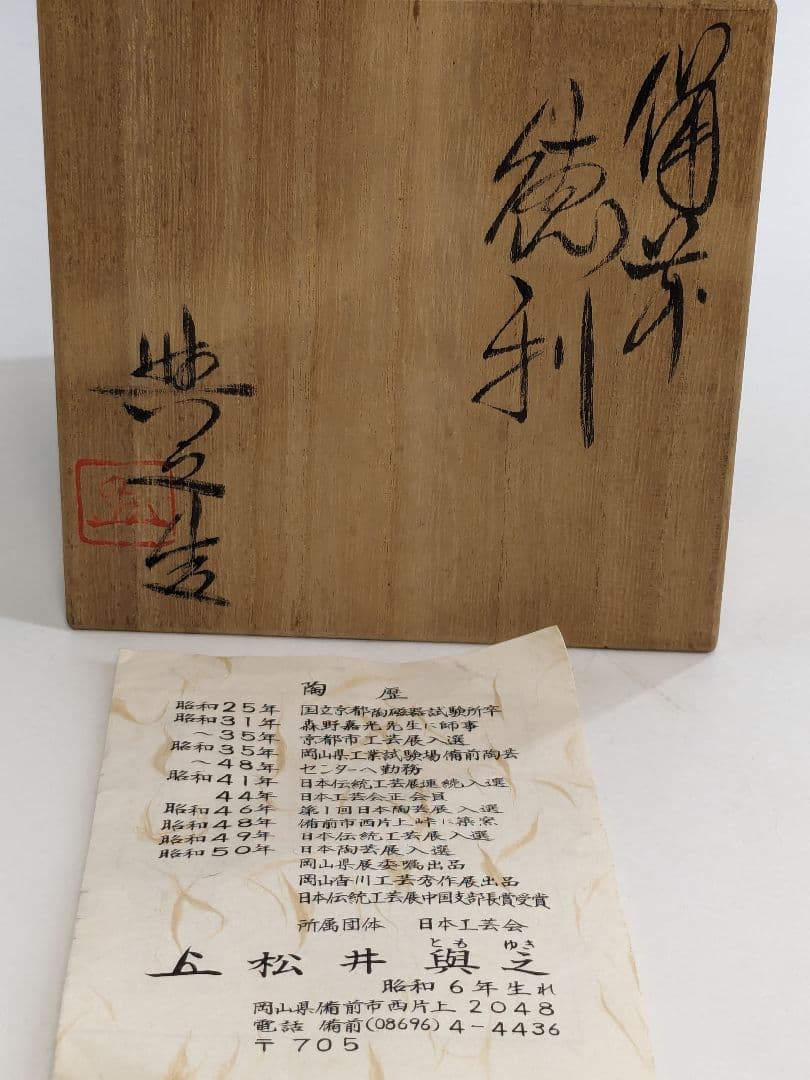 備前
徳利
與之造
陶 歴
昭和25年 国立京都陶磁器試験所卒
昭和31年 森野嘉光先生に師事
～35年 京都市工芸展入選
昭和35年 岡山県工業試験場備前陶芸
～48年 センターへ勤務
昭和41年 日本伝統工芸展連続入選
44年 日本工芸会正会員
昭和46年 第1回日本陶芸展入選
昭和48年 備前市西片上峠に築窯
昭和49年 日本伝統工芸展入選
昭和50年 日本陶芸展入選
岡山県展委嘱出品
岡山香川工芸秀作展出品
日本伝統工芸展中国支部長賞受賞
所属団体 日本工芸会
とも ゆき
上松井與之
昭和6年生れ
岡山県備前市西片上2048
電話 備前(08696)4-4436
〒705